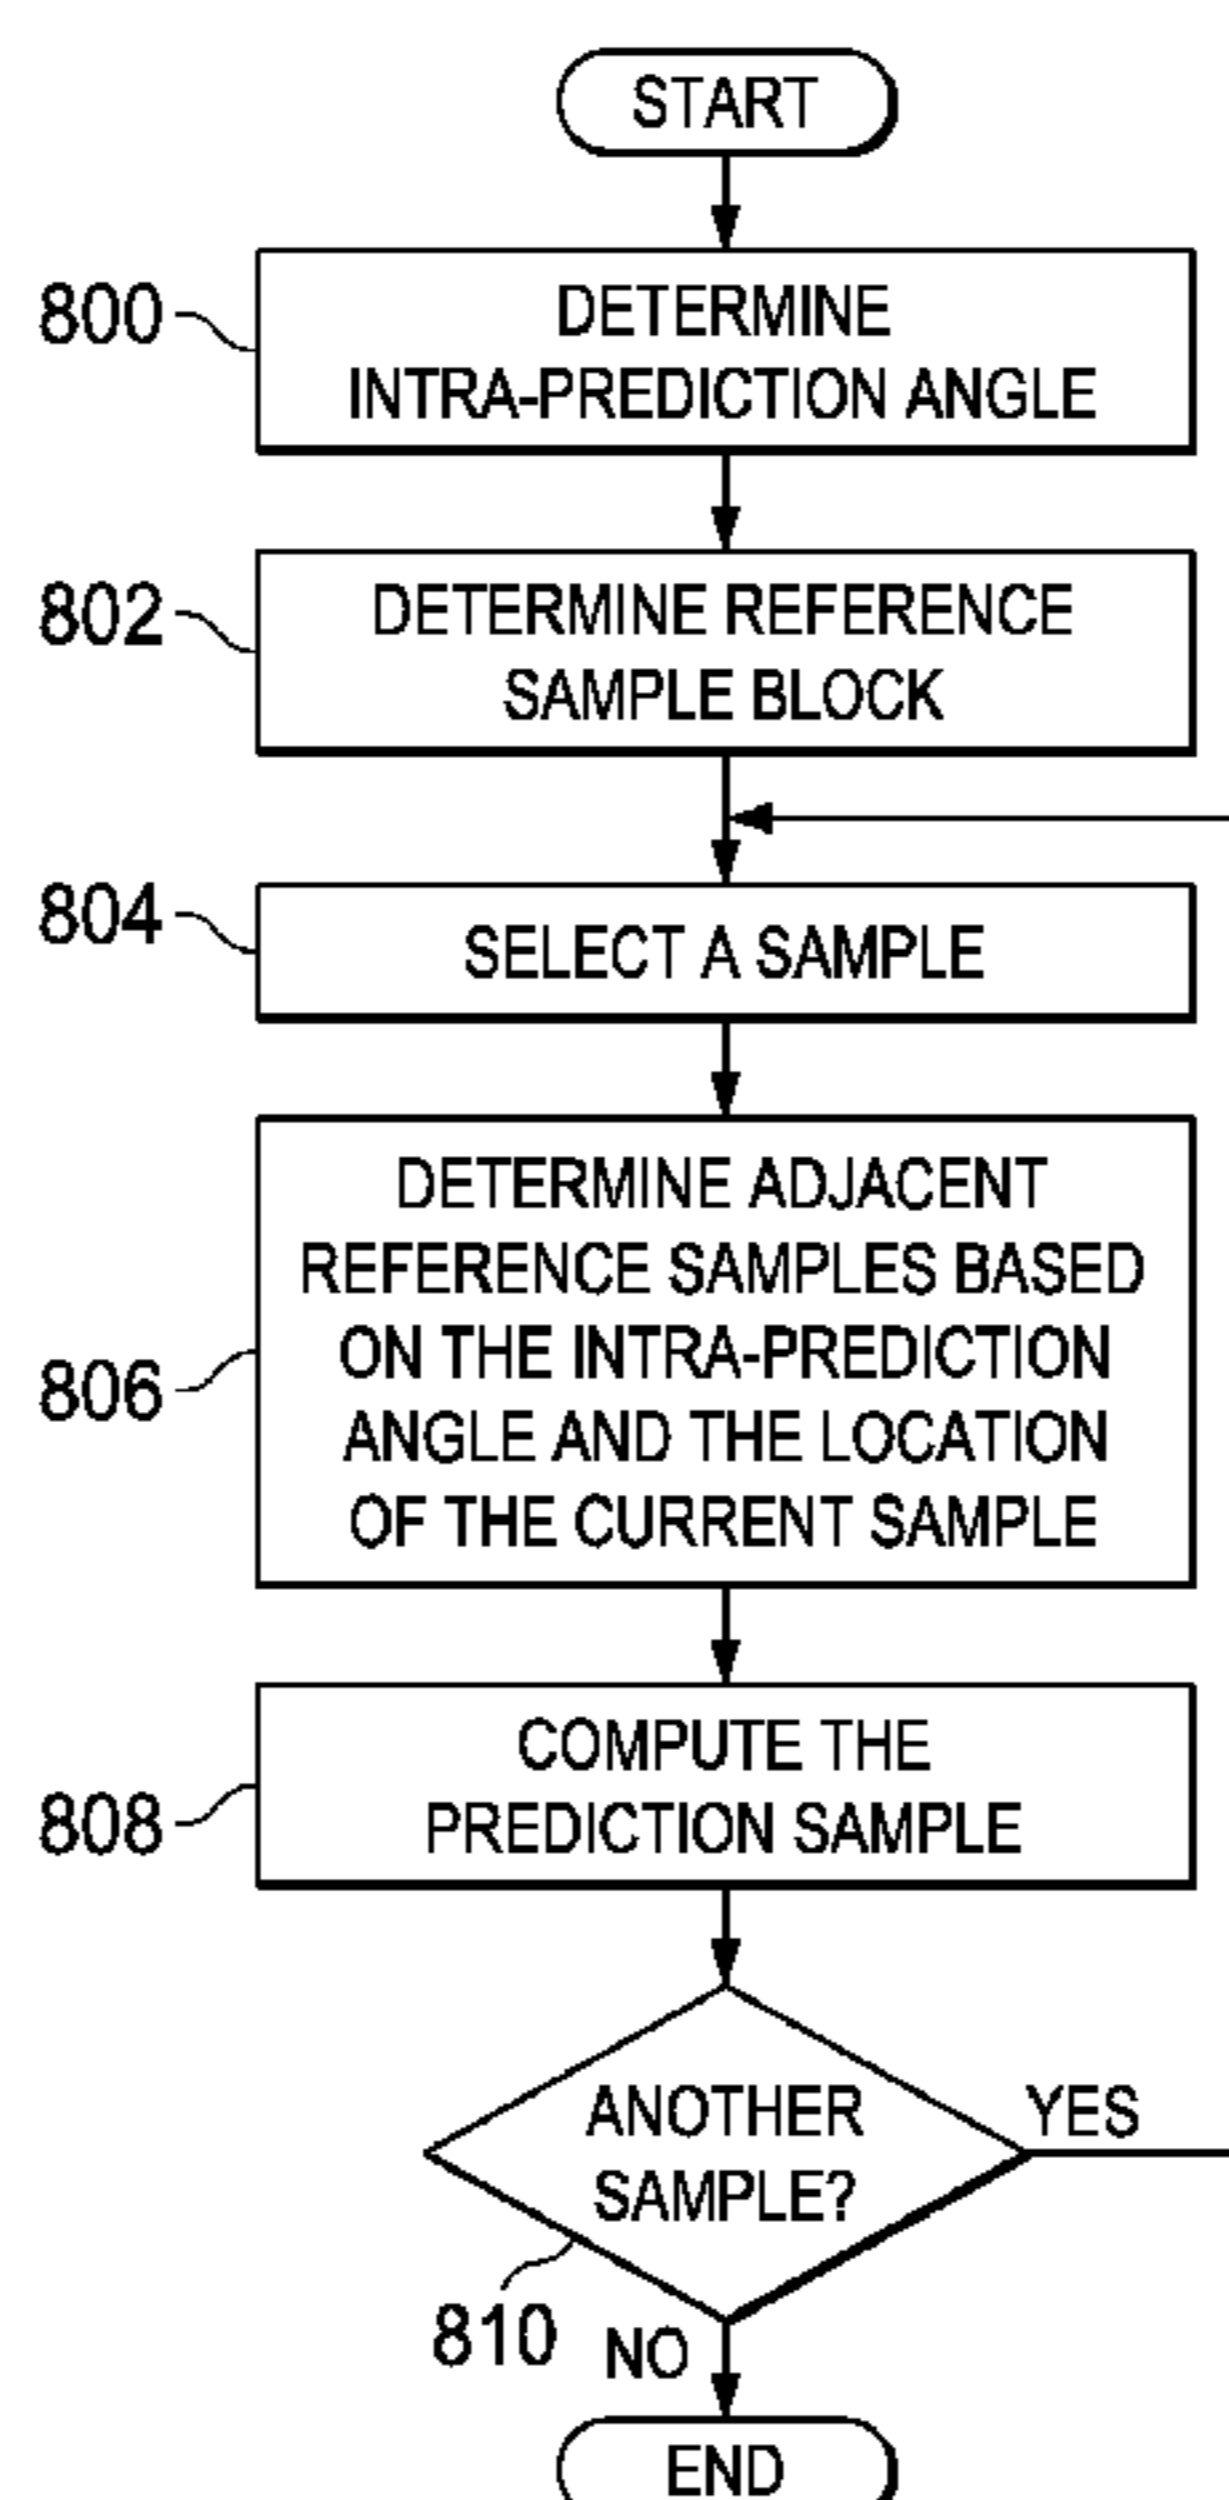 START
800
DETERMINE
INTRA-PREDICTION ANGLE
802
DETERMINE REFERENCE
SAMPLE BLOCK
804
SELECT A SAMPLE
806
DETERMINE ADJACENT
REFERENCE SAMPLES BASED
ON THE INTRA-PREDICTION
ANGLE AND THE LOCATION
OF THE CURRENT SAMPLE
808
COMPUTE THE
PREDICTION SAMPLE
ANOTHER
SAMPLE?
YES
810
NO
END